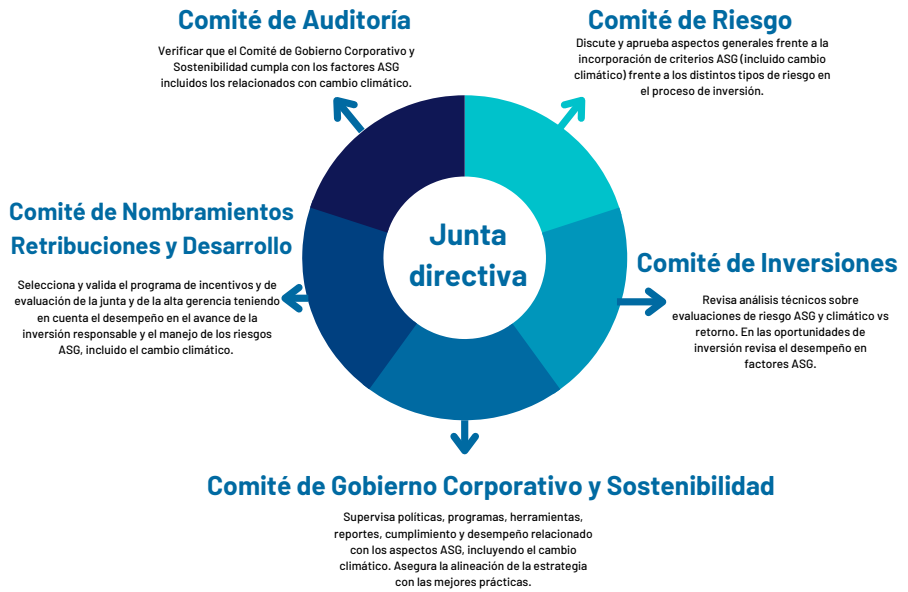 Comité de Auditoría
Verificar que el Comité de Gobierno Corporativo y
Sostenibilidad cumpla con los factores ASG
incluidos los relacionados con cambio climático.
Comité de Riesgo
Discute y aprueba aspectos generales frente a la
incorporación de criterios ASG (incluido cambio
climático) frente a los distintos tipos de riesgo en
el proceso de inversión.
Comité de Nombramientos
Retribuciones y Desarrollo
Selecciona y valida el programa de incentivos y de
evaluación de la junta y de la alta gerencia teniendo
en cuenta el desempeño en el avance de la
inversión responsable y el manejo de los riesgos
ASG, incluido el cambio climático.
Junta
directiva
Comité de Inversiones
Revisa análisis técnicos sobre
evaluaciones de riesgo ASG y climático vs
retorno. En las oportunidades de
inversión revisa el desempeño en
factores ASG.
Comité de Gobierno Corporativo y Sostenibilidad
Supervisa políticas, programas, herramientas,
reportes, cumplimiento y desempeño relacionado
con los aspectos ASG, incluyendo el cambio
climático. Asegura la alineación de la estrategia
con las mejores prácticas.